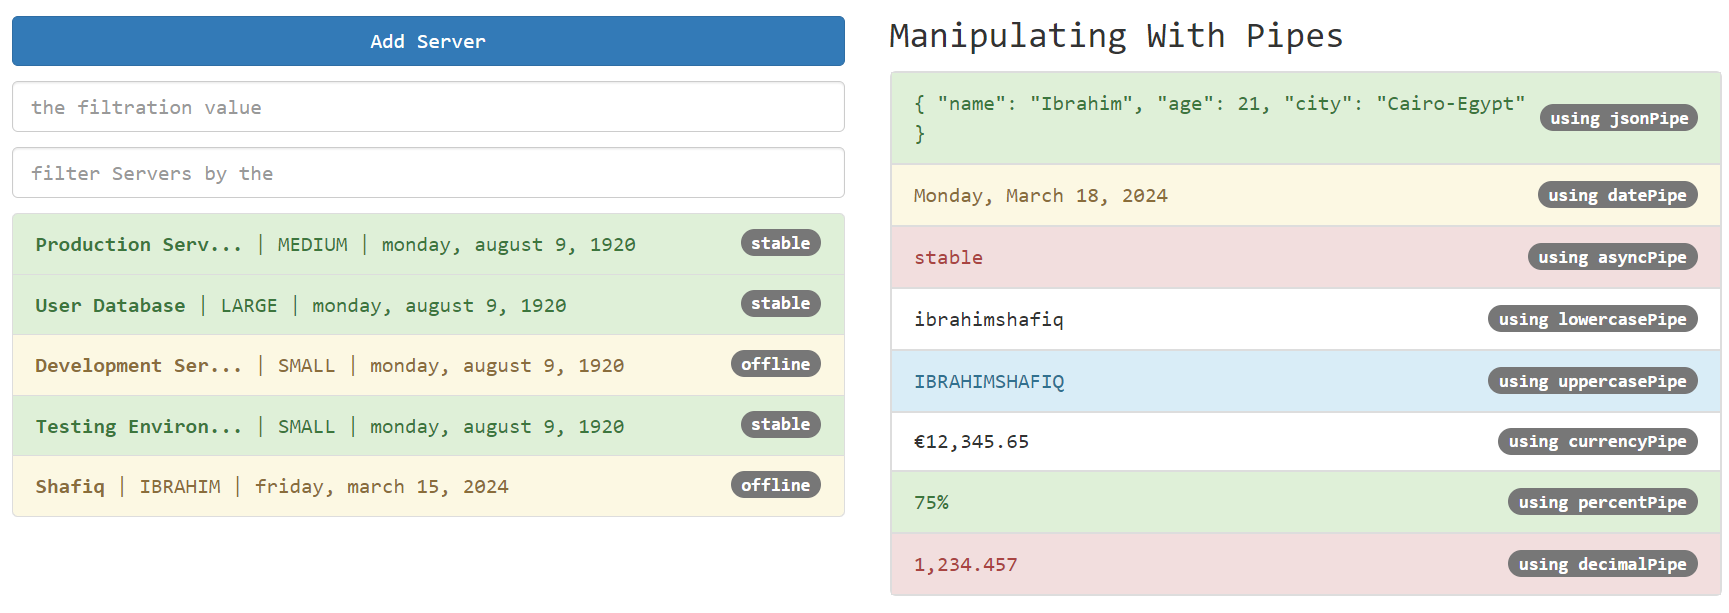 Add Server
the filtration value
filter Servers by the
Production Serv... | MEDIUM | monday, august 9, 1920 stable
User Database | LARGE | monday, august 9, 1920 stable
Development Ser... | SMALL | monday, august 9, 1920 offline
Testing Environ... | SMALL | monday, august 9, 1920 stable
Shafiq | IBRAHIM | friday, march 15, 2024 offline
Manipulating With Pipes
{ "name": "Ibrahim", "age": 21, "city": "Cairo-Egypt"
}
using jsonPipe
Monday, March 18, 2024 using datePipe
stable using asyncPipe
ibrahimshafiq using lowercasePipe
IBRAHIMSHAFIQ using uppercasePipe
€12,345.65 using currencyPipe
75% using percentPipe
1,234.457 using decimalPipe